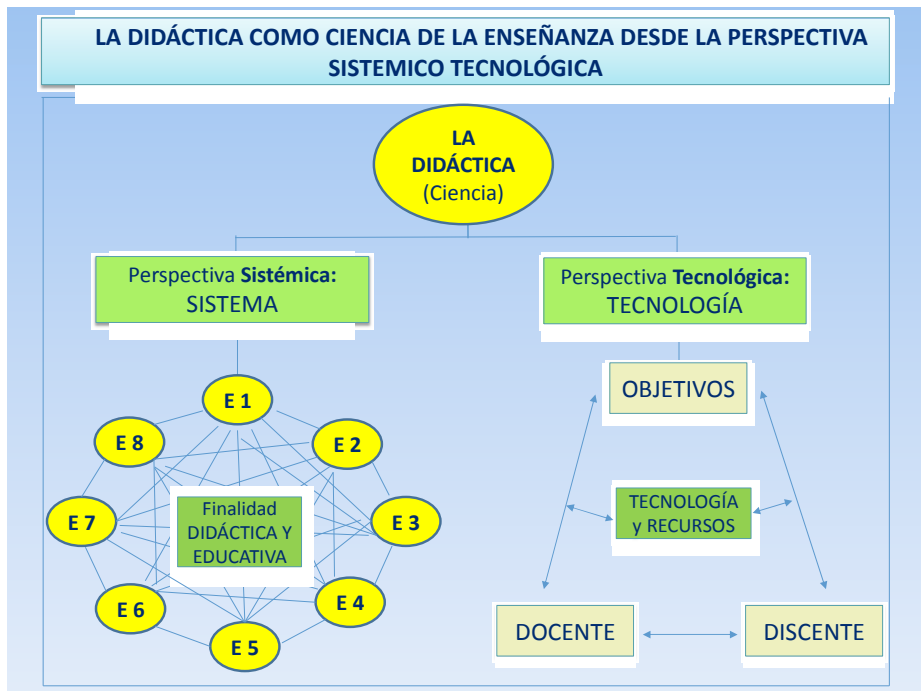 LA DIDÁCTICA COMO CIENCIA DE LA ENSEÑANZA DESDE LA PERSPECTIVA
SISTEMICO TECNOLÓGICA
LA
DIDÁCTICA
(Ciencia)
Perspectiva Sistémica:
SISTEMA
Perspectiva Tecnológica:
TECNOLOGÍA
E 1
E 2
E 3
E 4
E 5
E 6
E 7
E 8
Finalidad
DIDÁCTICA Y
EDUCATIVA
OBJETIVOS
TECNOLOGÍA
y RECURSOS
DOCENTE
DISCENTE